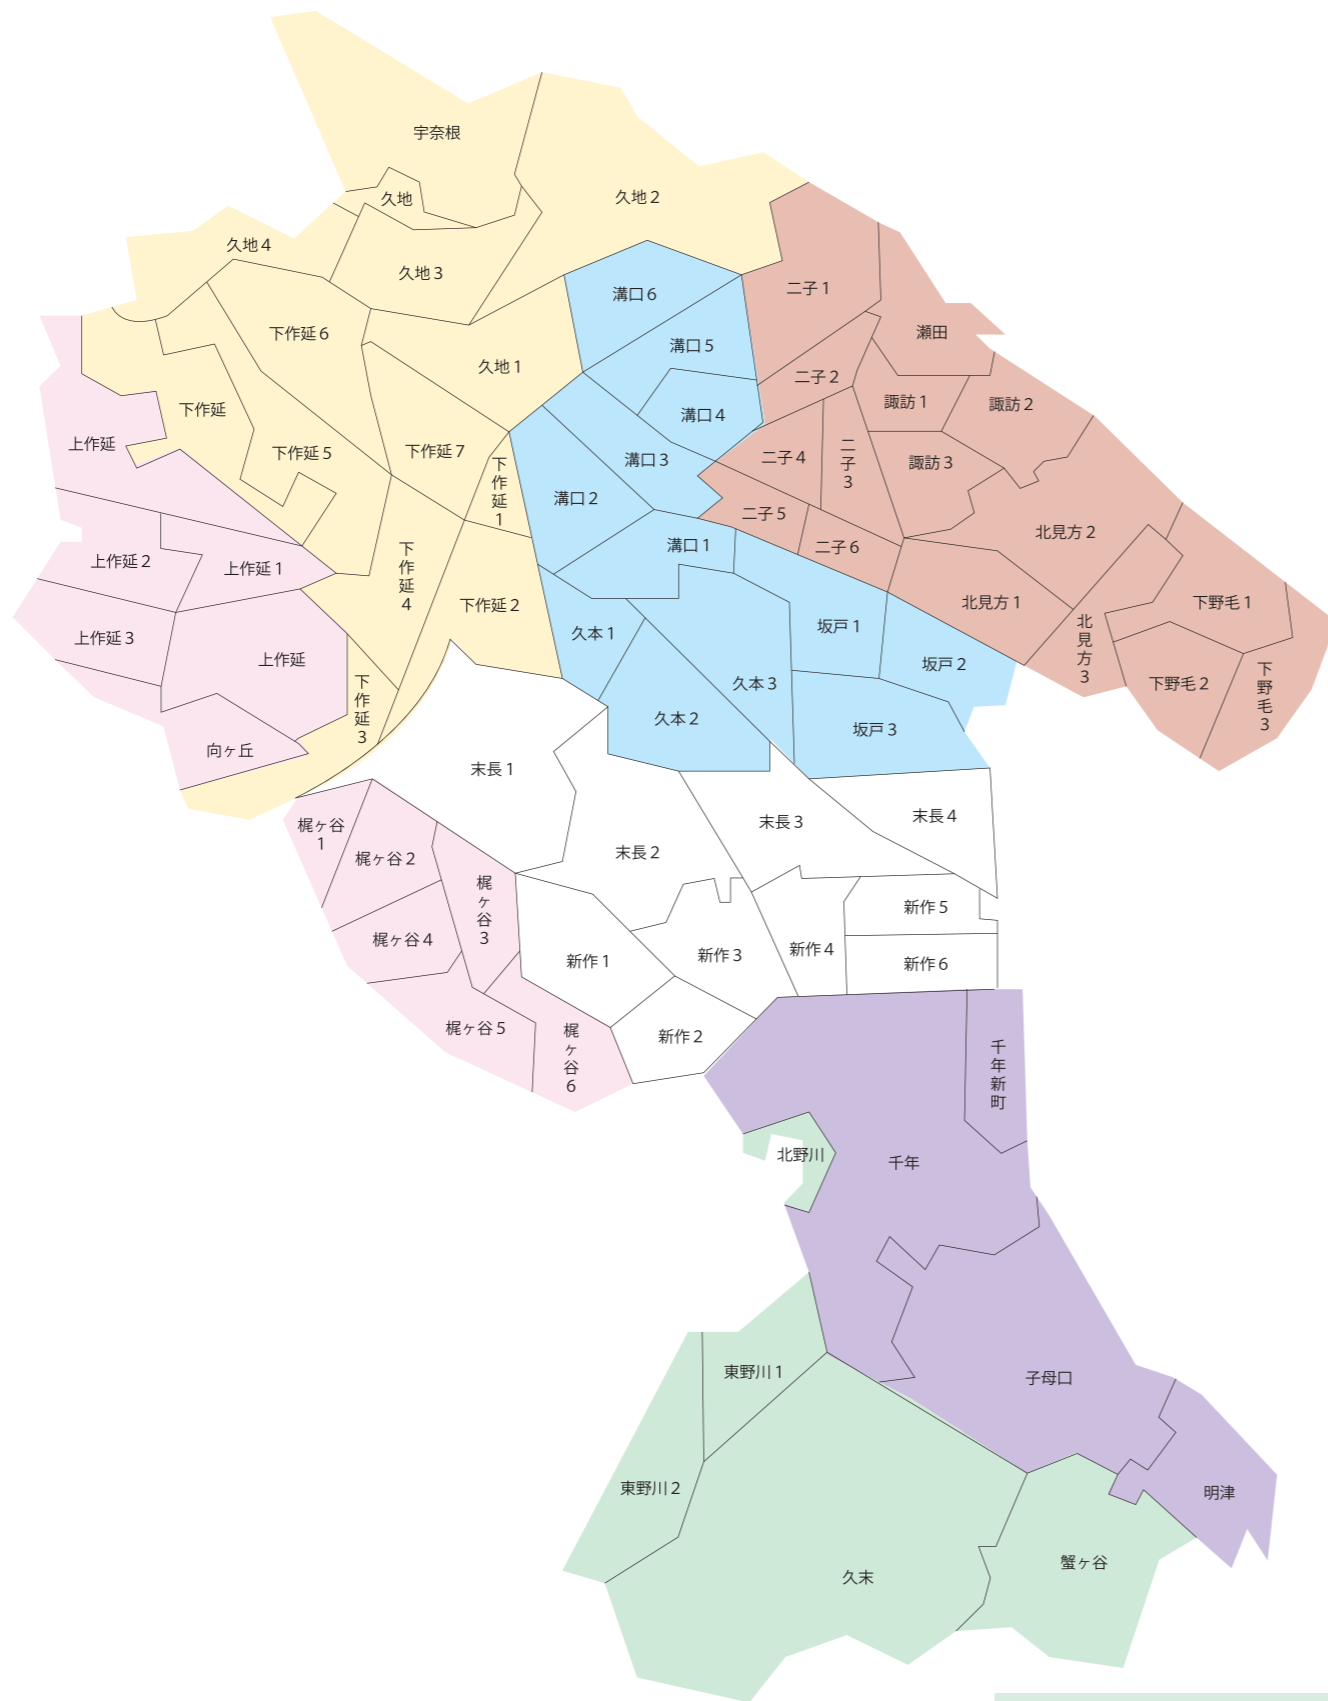 宇奈根
久地
久地２
久地４
久地３
溝口６
二子１
下作延６
瀬田
溝口５
久地１
二子２
諏訪１
諏訪２
下作延
溝口４
上作延
下作延５
下作延７
二子４
二子３
諏訪３
溝口３
下作延１
溝口２
二子５
北見方２
溝口１
二子６
上作延２
上作延１
下作延４
下作延２
北見方１
下野毛１
久本１
坂戸１
北見方３
上作延３
上作延
坂戸２
久本３
下野毛２
下野毛３
下作延３
久本２
坂戸３
向ヶ丘
末長１
末長３
末長４
梶ヶ谷１
梶ヶ谷２
末長２
梶ヶ谷３
新作５
梶ヶ谷４
新作１
新作３
新作４
新作６
梶ヶ谷５
梶ヶ谷６
新作２
千年新町
北野川
千年
東野川１
子母口
東野川２
明津
久末
蟹ヶ谷